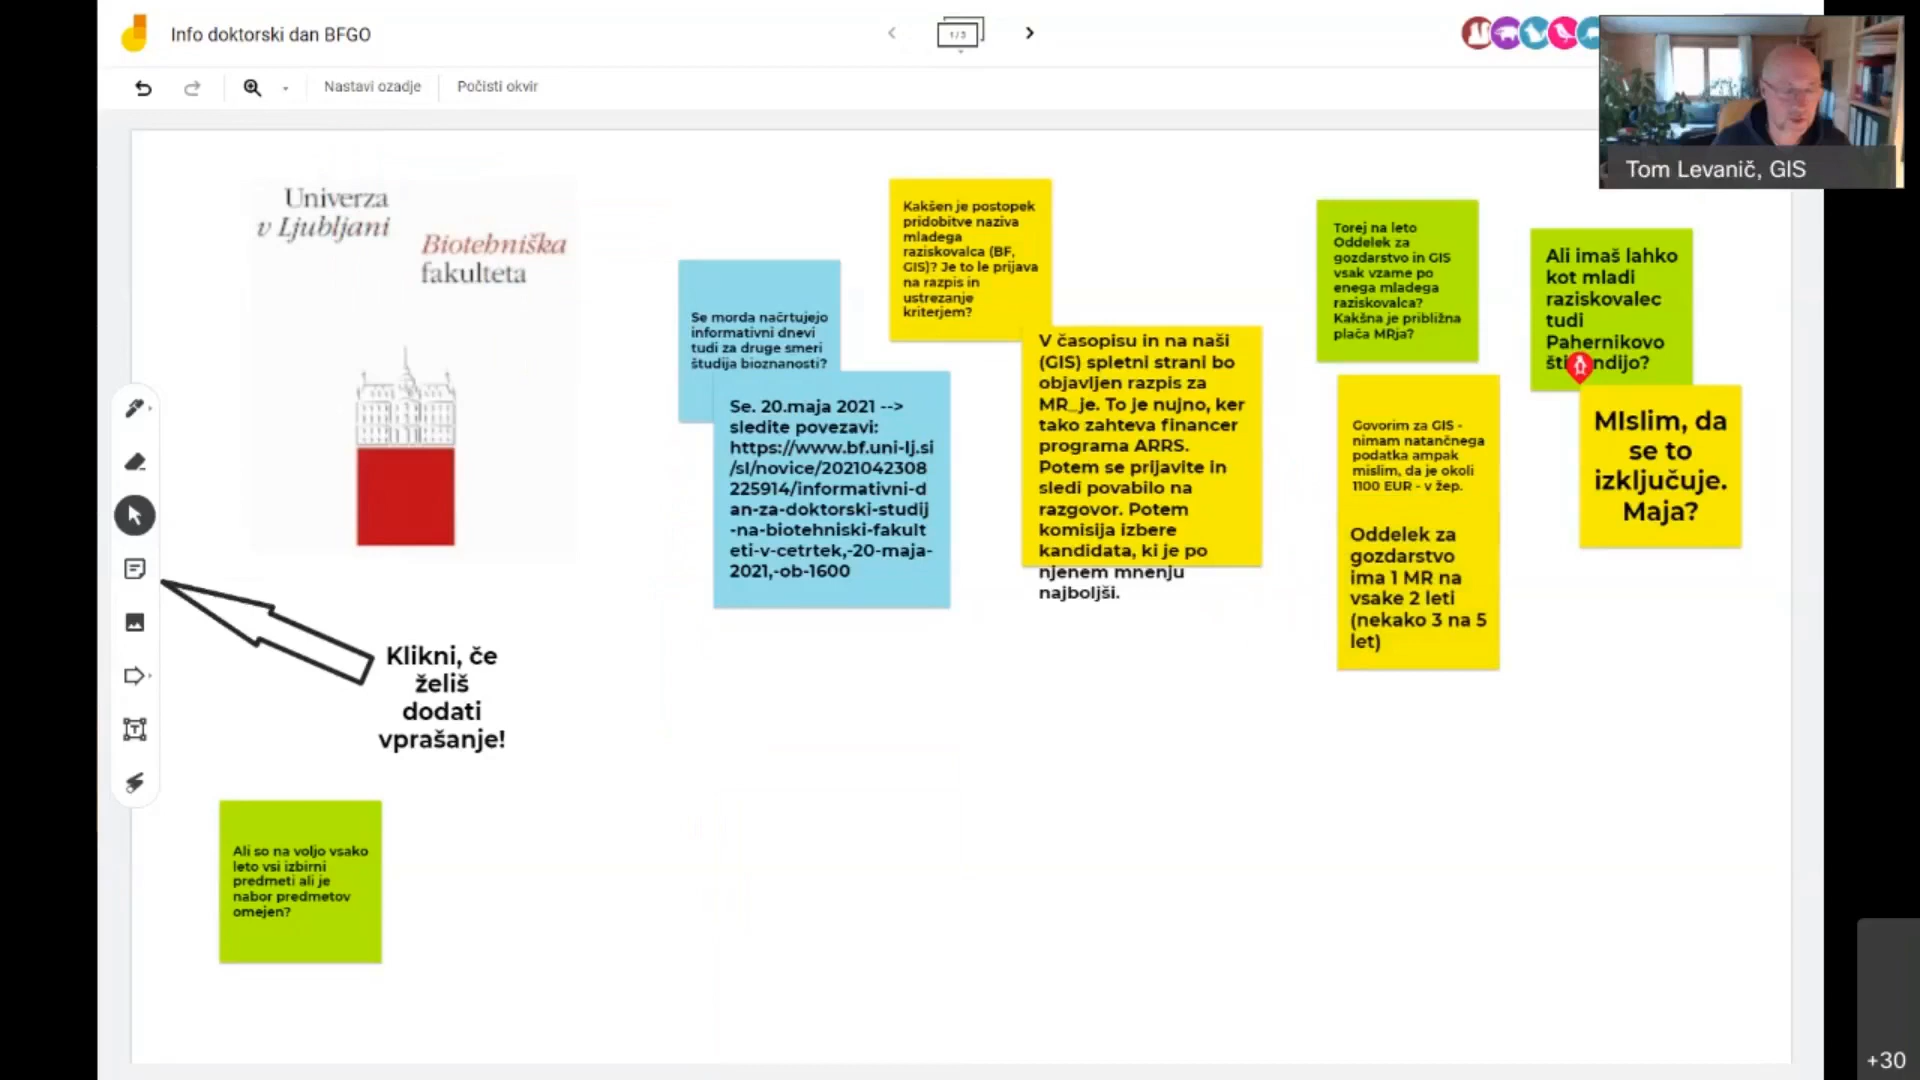 Info doktorski dan BFGO
1/3
Nastavi ozadje
Počisti okvir
Tom Levanič, GIS
Univerza
v Ljubljani
Biotehniška
fakulteta
Klikni, če
želiš
dodati
vprašanje!
Ali so na voljo vsako
leto vsi izbirni
predmeti ali je
nabor predmetov
omejen?
Se morda načrtujejo
informativni dnevi
tudi za druge smeri
študija bioznanosti?
Se. 20.maja 2021 -->
sledite povezavi:
https://www.bf.uni-lj.si
/sl/novice/2021042308
225914/informativni-d
an-za-doktorski-studij
-na-biotehniski-fakult
eti-v-cetrtek,-20-maja-
2021,-ob-1600
Kakšen je postopek
pridobitve naziva
mladega
raziskovalca (BF,
GIS)? Je to le prijava
na razpis in
ustrezanje
kriterjem?
V časopisu in na naši
(GIS) spletni strani bo
objavljen razpis za
MR_je. To je nujno, ker
tako zahteva financer
programa ARRS.
Potem se prijavite in
sledi povabilo na
razgovor. Potem
komisija izbere
kandidata, ki je po
njenem mnenju
najboljši.
Torej na leto
Oddelek za
gozdarstvo in GIS
vsak vzame po
enega mladega
raziskovalca?
Kakšna je približna
plača MRja?
Govorim za GIS -
nimam natančnega
podatka ampak
mislim, da je okoli
1100 EUR - v žep.
Oddelek za
gozdarstvo
ima 1 MR na
vsake 2 leti
(nekako 3 na 5
let)
Ali imaš lahko
kot mladi
raziskovalec
tudi
Pahernikovo
MIslim, da
se to
izključuje.
Maja?
+30